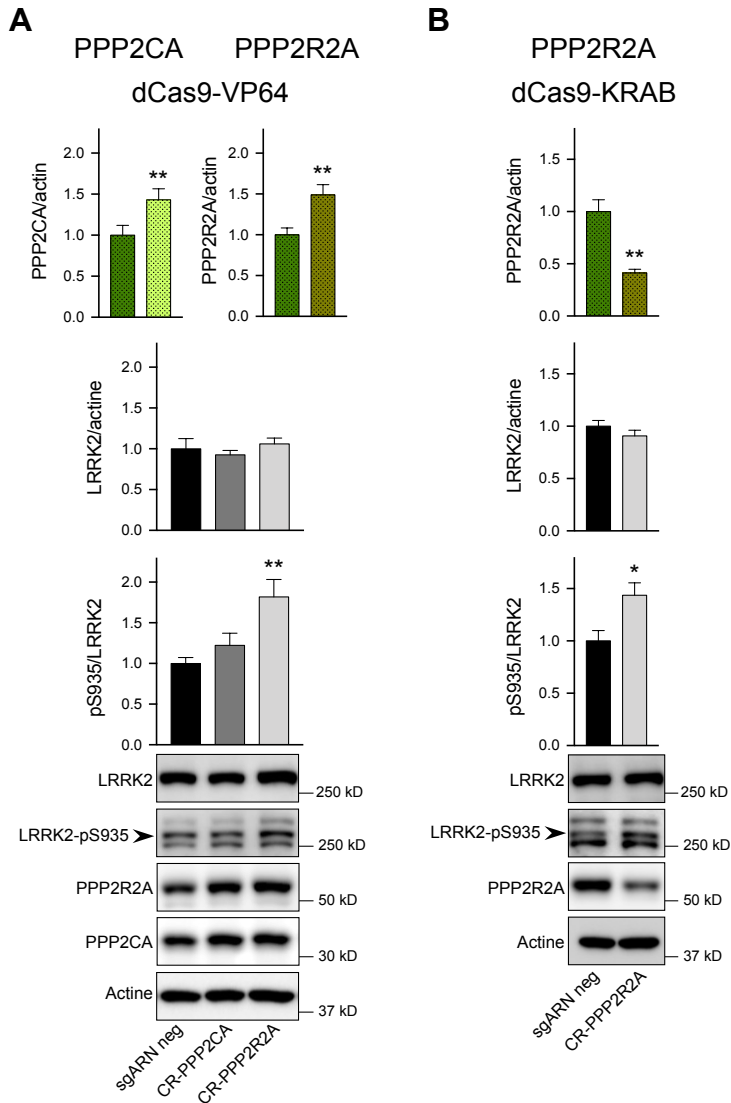 A
PPP2CA PPP2R2A
dCas9-VP64
PPP2CA/actin
2.0
1.5
1.0
0.5
0.0
**
PPP2R2A/actin
2.0
1.5
1.0
0.5
0.0
**
LRRK2/actine
2.0
1.5
1.0
0.5
0.0
pS935/LRRK2
2.0
1.5
1.0
0.5
0.0
**
LRRK2 250 kD
LRRK2-pS935 250 kD
PPP2R2A 50 kD
PPP2CA 30 kD
Actine 37 kD
sgARN neg
CR-PPP2CA
CR-PPP2R2A
B
PPP2R2A
dCas9-KRAB
PPP2R2A/actin
1.5
1.0
0.5
0.0
**
LRRK2/actine
1.5
1.0
0.5
0.0
pS935/LRRK2
1.5
1.0
0.5
0.0
*
LRRK2 250 kD
LRRK2-pS935 250 kD
PPP2R2A 50 kD
Actine 37 kD
sgARN neg
CR-PPP2R2A